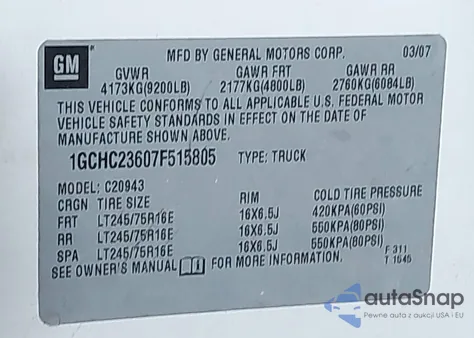 GM
MFD BY GENERAL MOTORS CORP. 03/07
GVWR GAWR FRT GAWR RR
4173KG(9200LB) 2177KG(4800LB) 2760KG(6084LB)
THIS VEHICLE CONFORMS TO ALL APPLICABLE U.S. FEDERAL MOTOR
VEHICLE SAFETY STANDARDS IN EFFECT ON THE DATE OF
MANUFACTURE SHOWN ABOVE.
1GCHC23607F515805 TYPE: TRUCK
MODEL: C20943
CRGN TIRE SIZE RIM COLD TIRE PRESSURE
FRT LT245/75R16E 16X6.5J 420KPA(60PSI)
RR LT245/75R16E 16X6.5J 550KPA(80PSI)
SPA LT245/75R16E 16X6.5J 550KPA(80PSI)
SEE OWNER'S MANUAL FOR MORE INFORMATION.
F 311
T 1645
autaSnap
Pewne auta z aukcji USA i EU